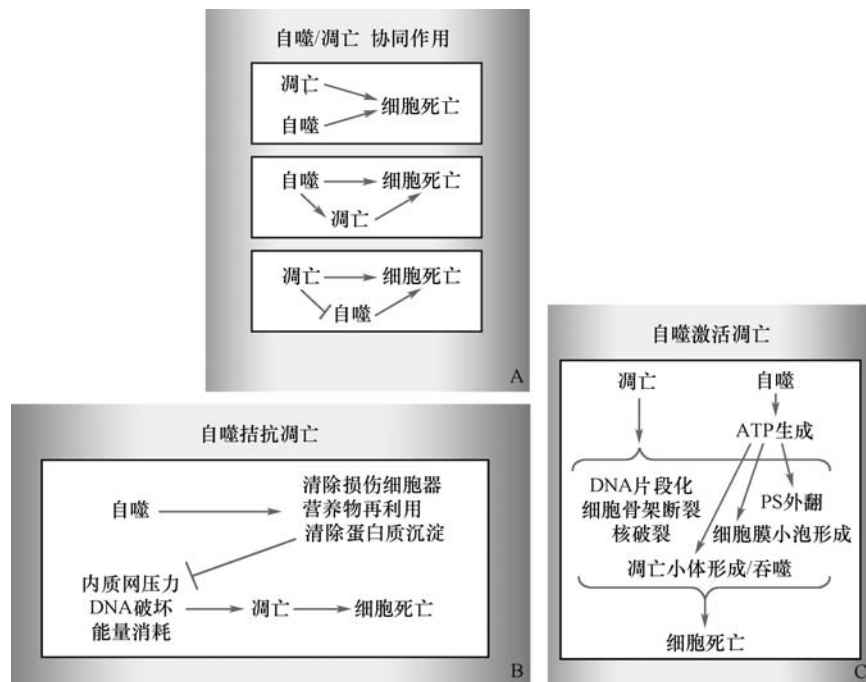 自噬/凋亡 协同作用
凋亡
细胞死亡
自噬
自噬
细胞死亡
凋亡
凋亡
细胞死亡
自噬
A
自噬拮抗凋亡
清除损伤细胞器
自噬
营养物再利用
清除蛋白质沉淀
内质网压力
DNA破坏
凋亡
细胞死亡
能量消耗
B
自噬激活凋亡
凋亡
自噬
ATP生成
DNA片段化
PS外翻
细胞骨架断裂
核破裂
细胞膜小泡形成
凋亡小体形成/吞噬
细胞死亡
C